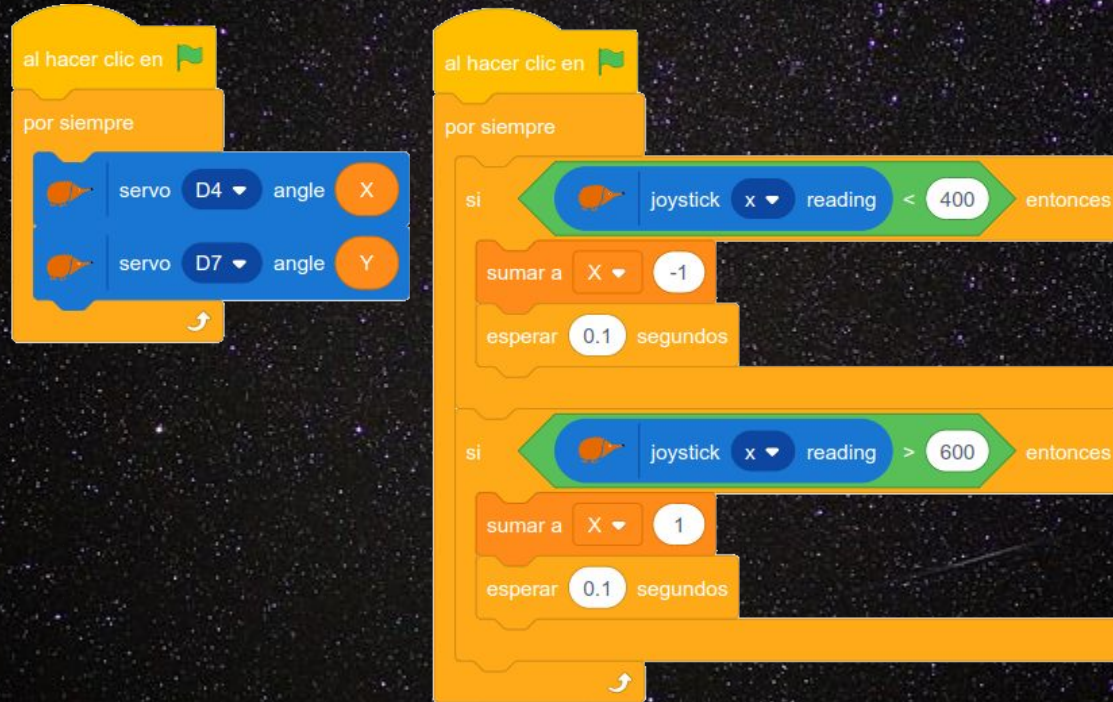 al hacer clic en
por siempre
servo D4 angle X
servo D7 angle Y
al hacer clic en
por siempre
si joystick x reading < 400 entonces
sumar a X -1
esperar 0.1 segundos
si joystick x reading > 600 entonces
sumar a X 1
esperar 0.1 segundos